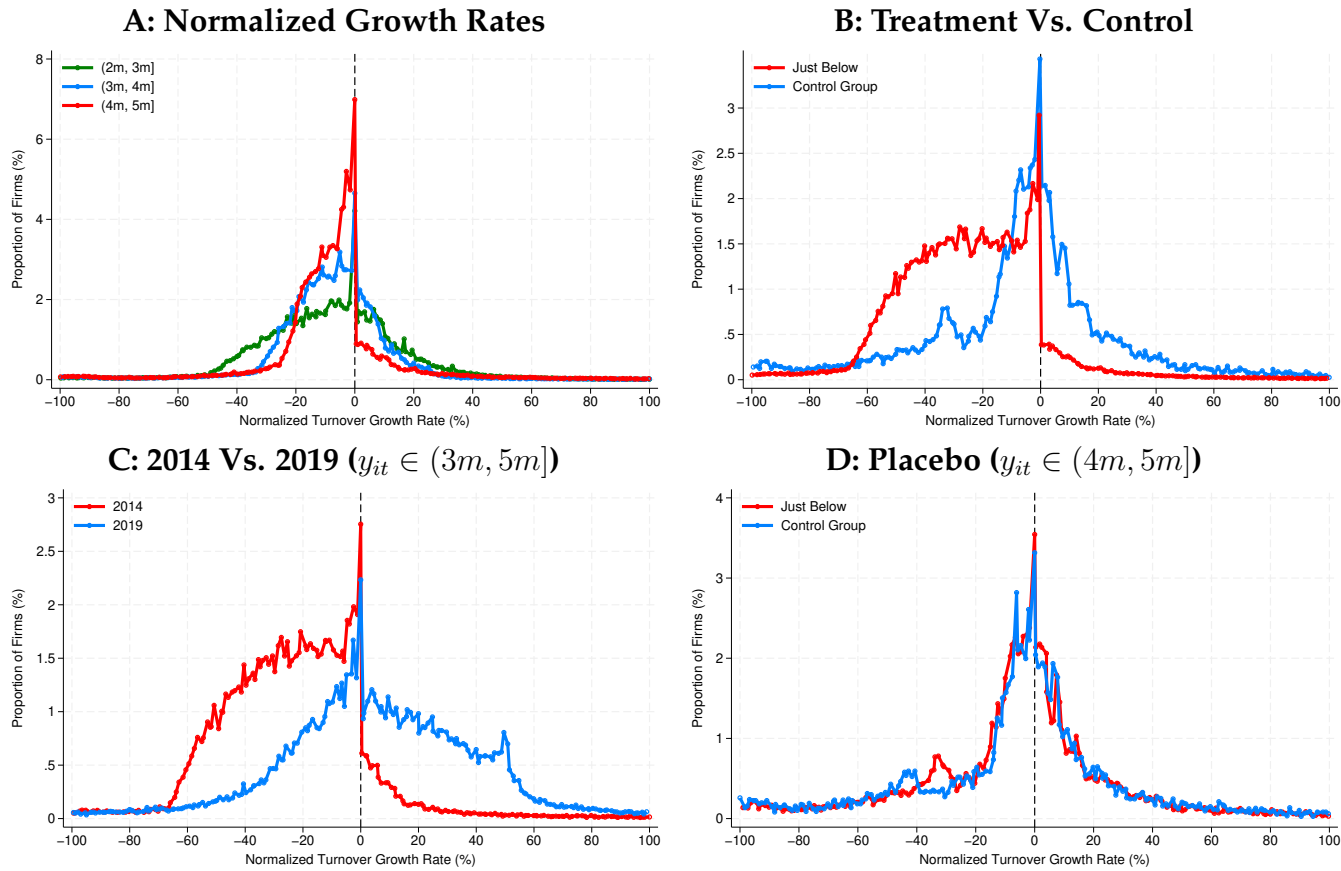 A: Normalized Growth Rates
8
6
4
2
0
Proportion of Firms (%)
(2m, 3m]
(3m, 4m]
(4m, 5m]
−100 −80 −60 −40 −20 0 20 40 60 80 100
Normalized Turnover Growth Rate (%)
B: Treatment Vs. Control
3.5
3
2.5
2
1.5
1
.5
0
Proportion of Firms (%)
Just Below
Control Group
−100 −80 −60 −40 −20 0 20 40 60 80 100
Normalized Turnover Growth Rate (%)
C: 2014 Vs. 2019 (y_{it} ∈ (3m, 5m])
3
2.5
2
1.5
1
.5
0
Proportion of Firms (%)
2014
2019
−100 −80 −60 −40 −20 0 20 40 60 80 100
Normalized Turnover Growth Rate (%)
D: Placebo (y_{it} ∈ (4m, 5m])
4
3
2
1
0
Proportion of Firms (%)
Just Below
Control Group
−100 −80 −60 −40 −20 0 20 40 60 80 100
Normalized Turnover Growth Rate (%)